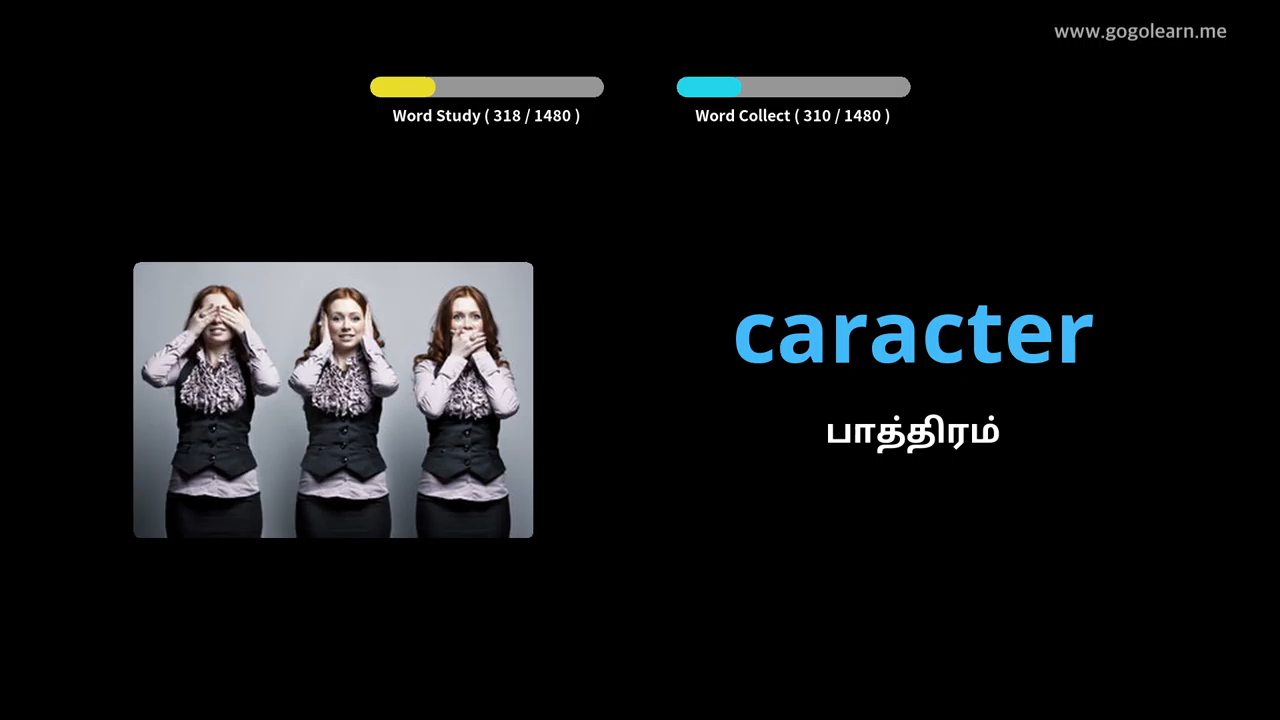 www.gogolearn.me
Word Study ( 318 / 1480 )
Word Collect ( 310 / 1480 )
caracter
பாத்திரம்